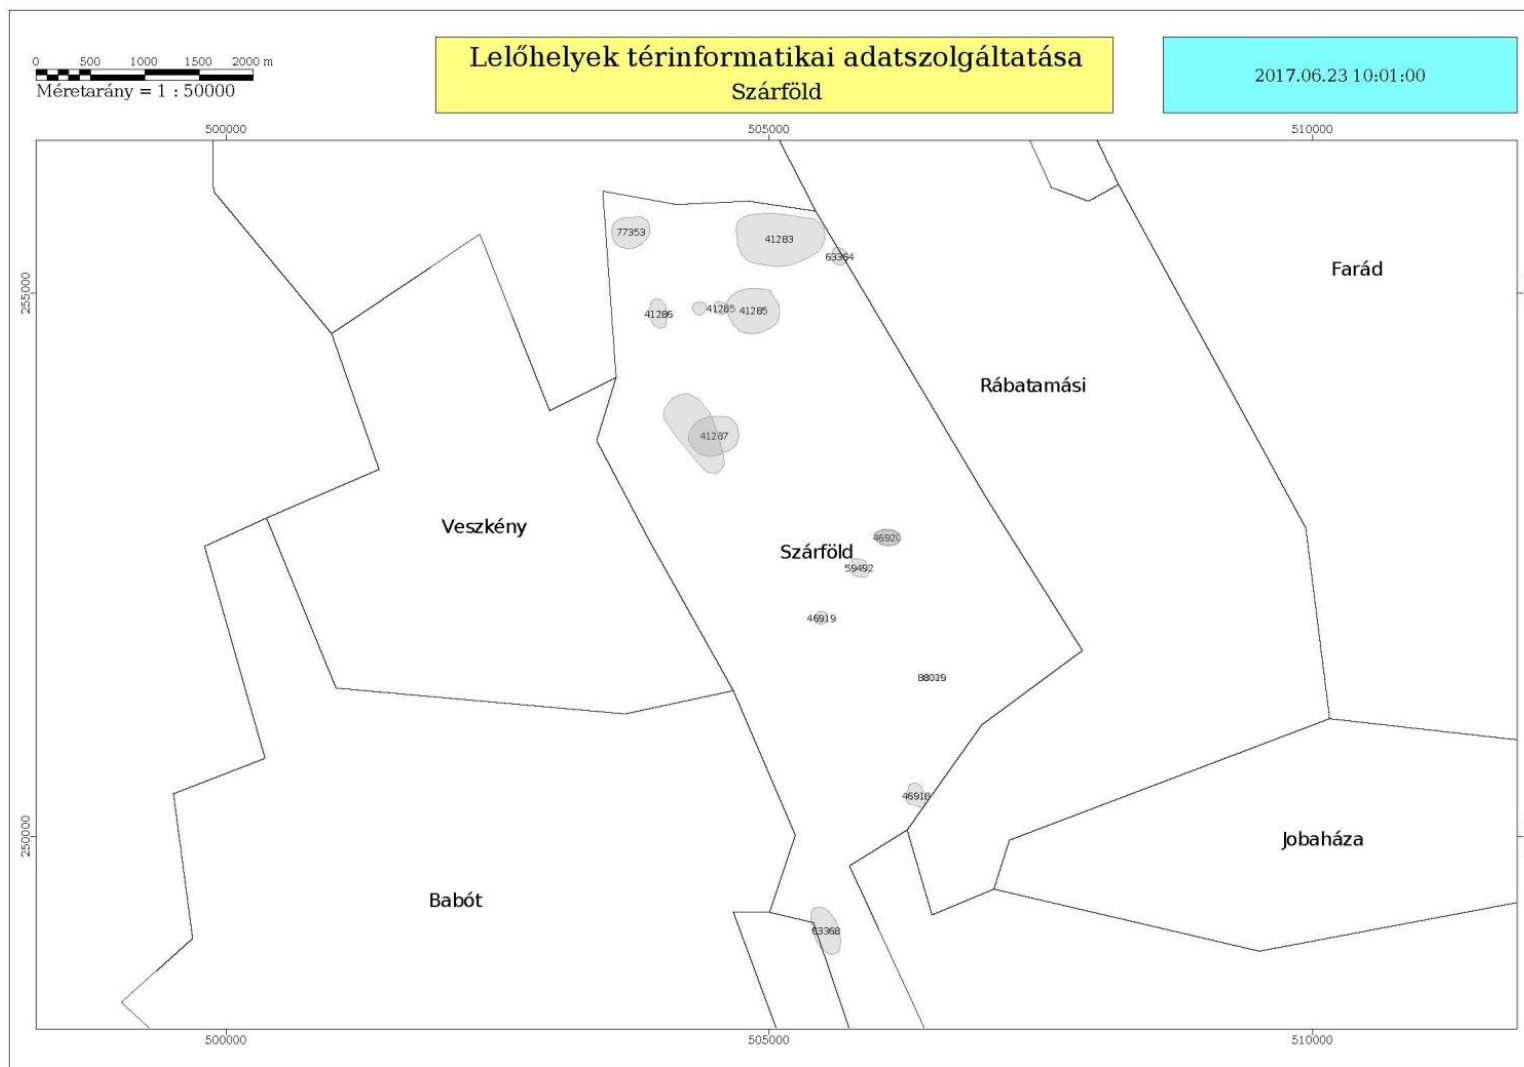 0 500 1000 1500 2000 m
Méretarány = 1 : 50000
Lelőhelyek térinformatikai adatszolgáltatása
Szárföld
2017.06.23 10:01:00
500000 505000 510000
77353
41283
63364
Farád
255000
41286
41285
41285
Rábatamási
41287
Veszkény
Szárföld
46920
59492
46919
46918
250000
Jobaháza
Babót
63368
500000 505000 510000